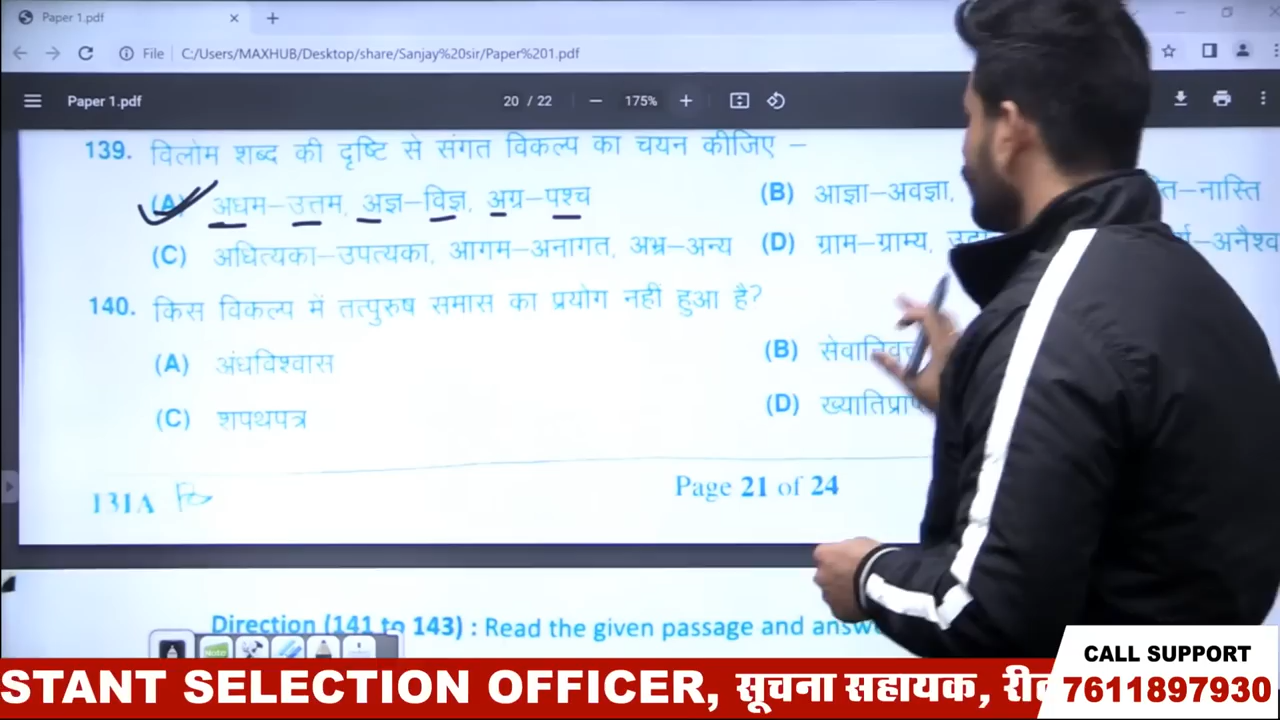 Paper 1.pdf
File C:/Users/MAXHUB/Desktop/share/Sanjay%20sir/Paper%201.pdf
Paper 1.pdf 20 / 22 175%
139. विलोम शब्द की दृष्टि से संगत विकल्प का चयन कीजिए –
(A) अधम–उत्तम, अज्ञ–विज्ञ, अग्र–पश्च (B) आज्ञा–अवज्ञा, –नास्ति
(C) अधित्यका–उपत्यका, आगम–अनागत, अभ्र–अन्य (D) ग्राम–ग्राम्य,
140. किस विकल्प में तत्पुरुष समास का प्रयोग नहीं हुआ है?
(A) अंधविश्वास (B)
(C) शपथपत्र (D)
131A Page 21 of 24
Direction (141 to 143) : Read the given passage and
STANT SELECTION OFFICER, सूचना सहायक,
CALL SUPPORT
7611897930